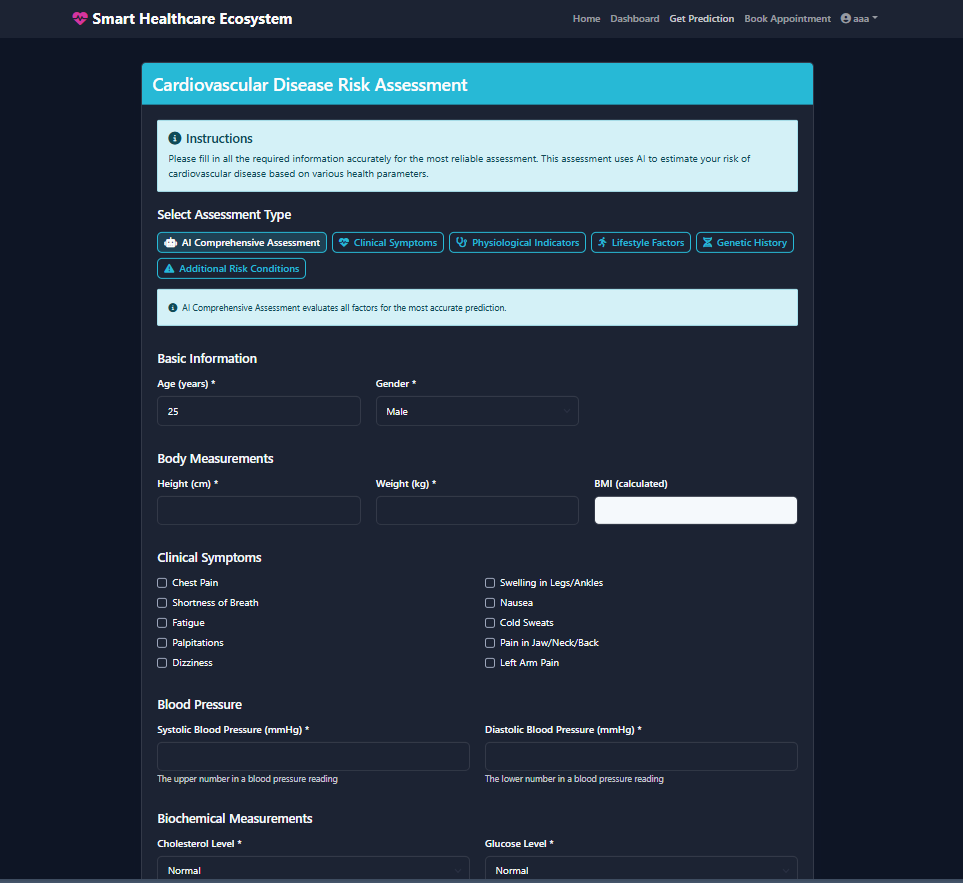 Smart Healthcare Ecosystem
Home Dashboard Get Prediction Book Appointment aaa
Cardiovascular Disease Risk Assessment
Instructions
Please fill in all the required information accurately for the most reliable assessment. This assessment uses AI to estimate your risk of
cardiovascular disease based on various health parameters.
Select Assessment Type
AI Comprehensive Assessment Clinical Symptoms Physiological Indicators Lifestyle Factors Genetic History
Additional Risk Conditions
AI Comprehensive Assessment evaluates all factors for the most accurate prediction.
Basic Information
Age (years) * Gender *
25 Male
Body Measurements
Height (cm) * Weight (kg) * BMI (calculated)
Clinical Symptoms
Chest Pain Swelling in Legs/Ankles
Shortness of Breath Nausea
Fatigue Cold Sweats
Palpitations Pain in Jaw/Neck/Back
Dizziness Left Arm Pain
Blood Pressure
Systolic Blood Pressure (mmHg) * Diastolic Blood Pressure (mmHg) *
The upper number in a blood pressure reading The lower number in a blood pressure reading
Biochemical Measurements
Cholesterol Level * Glucose Level *
Normal Normal